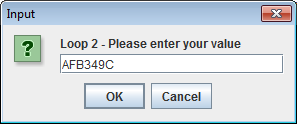 Input
Loop 2 - Please enter your value
AFB349C
OK Cancel